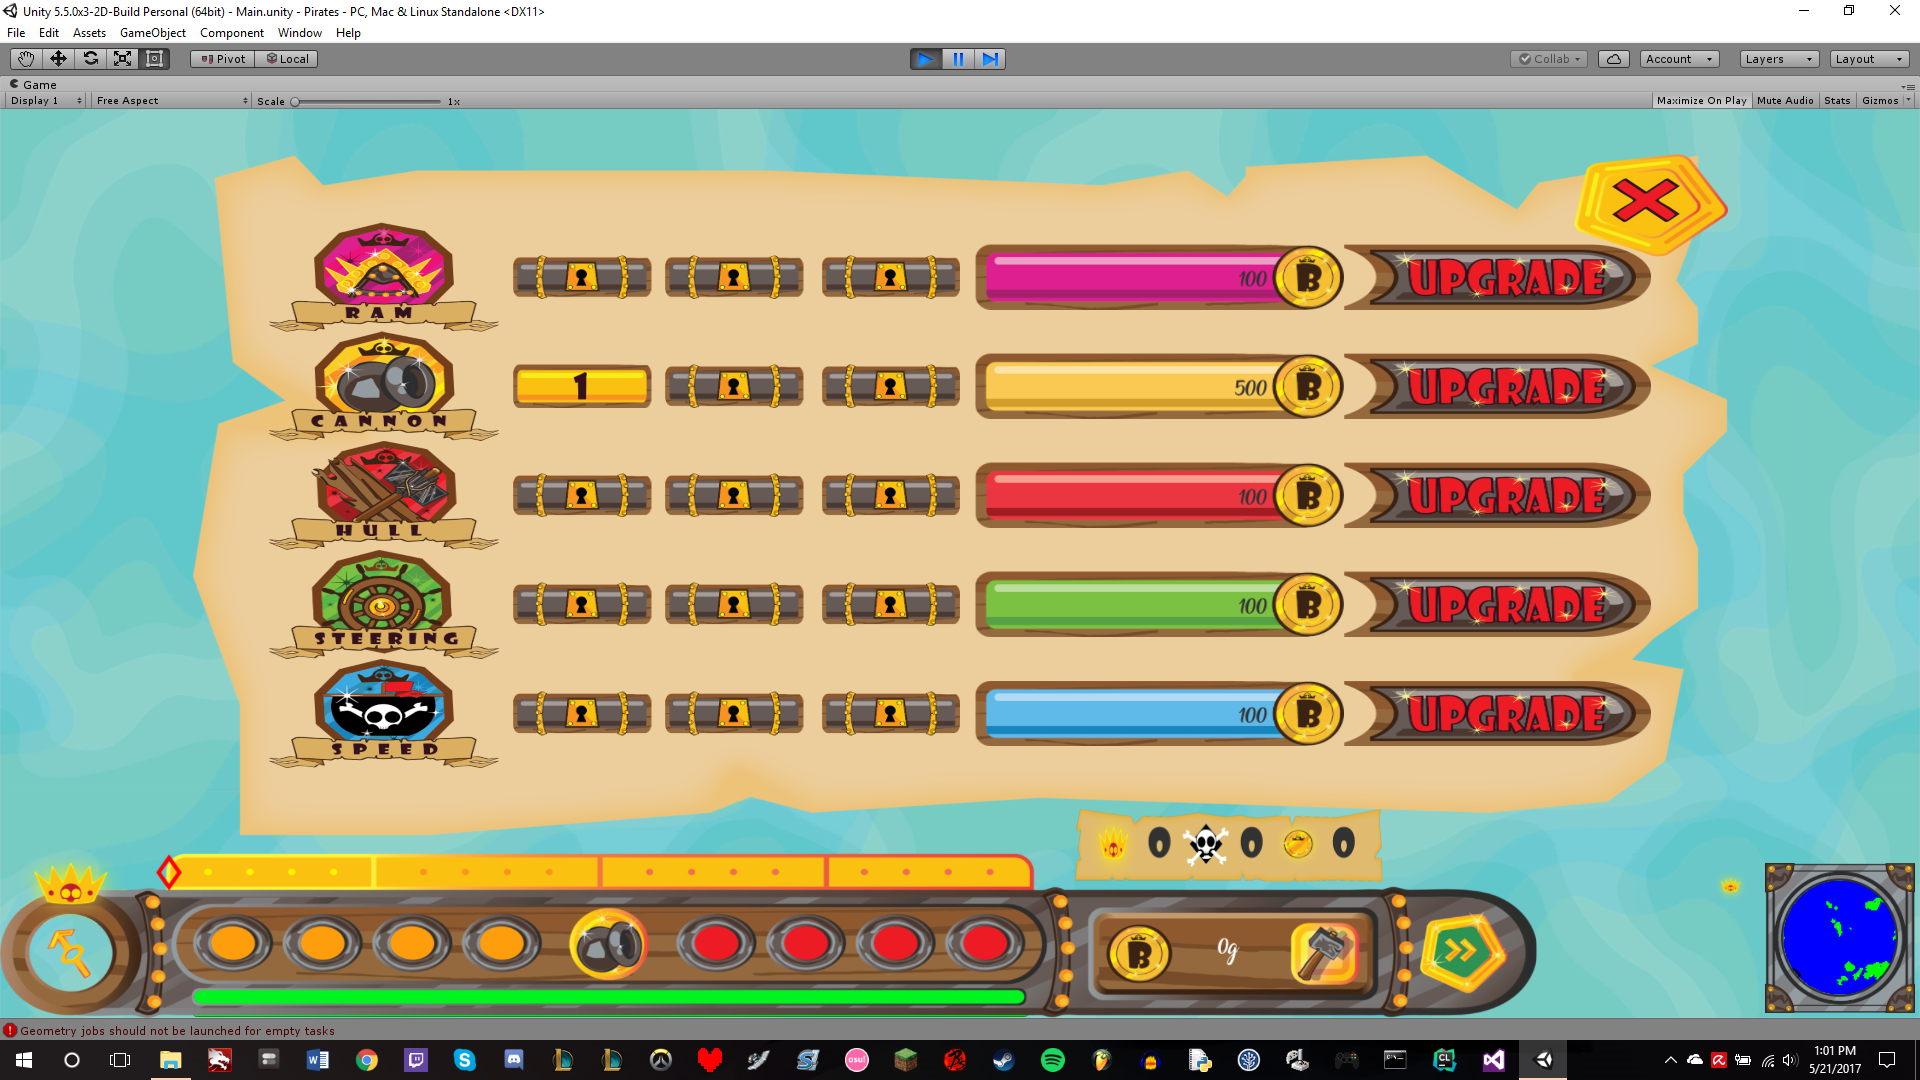 Unity 5.5.0x3-2D-Build Personal (64bit) - Main.unity - Pirates - PC, Mac & Linux Standalone <DX11>
File Edit Assets GameObject Component Window Help
Pivot Local Collab Account Layers Layout
Game
Display 1 Free Aspect Scale 1x Maximize On Play Mute Audio Stats Gizmos
RAM 100 B UPGRADE
CANNON 1 500 B UPGRADE
HULL 100 B UPGRADE
STEERING 100 B UPGRADE
SPEED 100 B UPGRADE
0 0 0
B 0g
Geometry jobs should not be launched for empty tasks
osu! CL
1:01 PM
5/21/2017